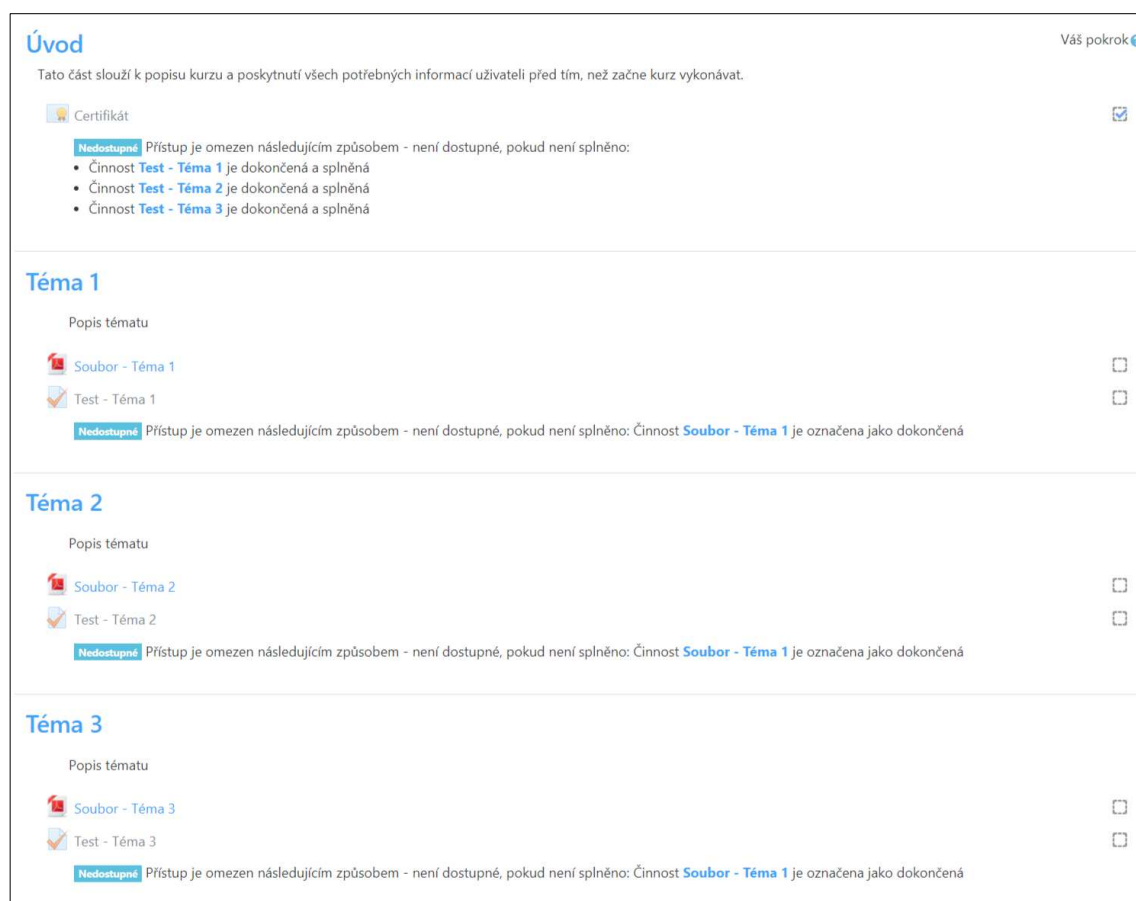 Úvod
Váš pokrok
Tato část slouží k popisu kurzu a poskytnutí všech potřebných informací uživateli před tím, než začne kurz vykonávat.
Certifikát
Nedostupné Přístup je omezen následujícím způsobem - není dostupné, pokud není splněno:
• Činnost Test - Téma 1 je dokončená a splněná
• Činnost Test - Téma 2 je dokončená a splněná
• Činnost Test - Téma 3 je dokončená a splněná
Téma 1
Popis tématu
Soubor - Téma 1
Test - Téma 1
Nedostupné Přístup je omezen následujícím způsobem - není dostupné, pokud není splněno: Činnost Soubor - Téma 1 je označena jako dokončená
Téma 2
Popis tématu
Soubor - Téma 2
Test - Téma 2
Nedostupné Přístup je omezen následujícím způsobem - není dostupné, pokud není splněno: Činnost Soubor - Téma 1 je označena jako dokončená
Téma 3
Popis tématu
Soubor - Téma 3
Test - Téma 3
Nedostupné Přístup je omezen následujícím způsobem - není dostupné, pokud není splněno: Činnost Soubor - Téma 1 je označena jako dokončená